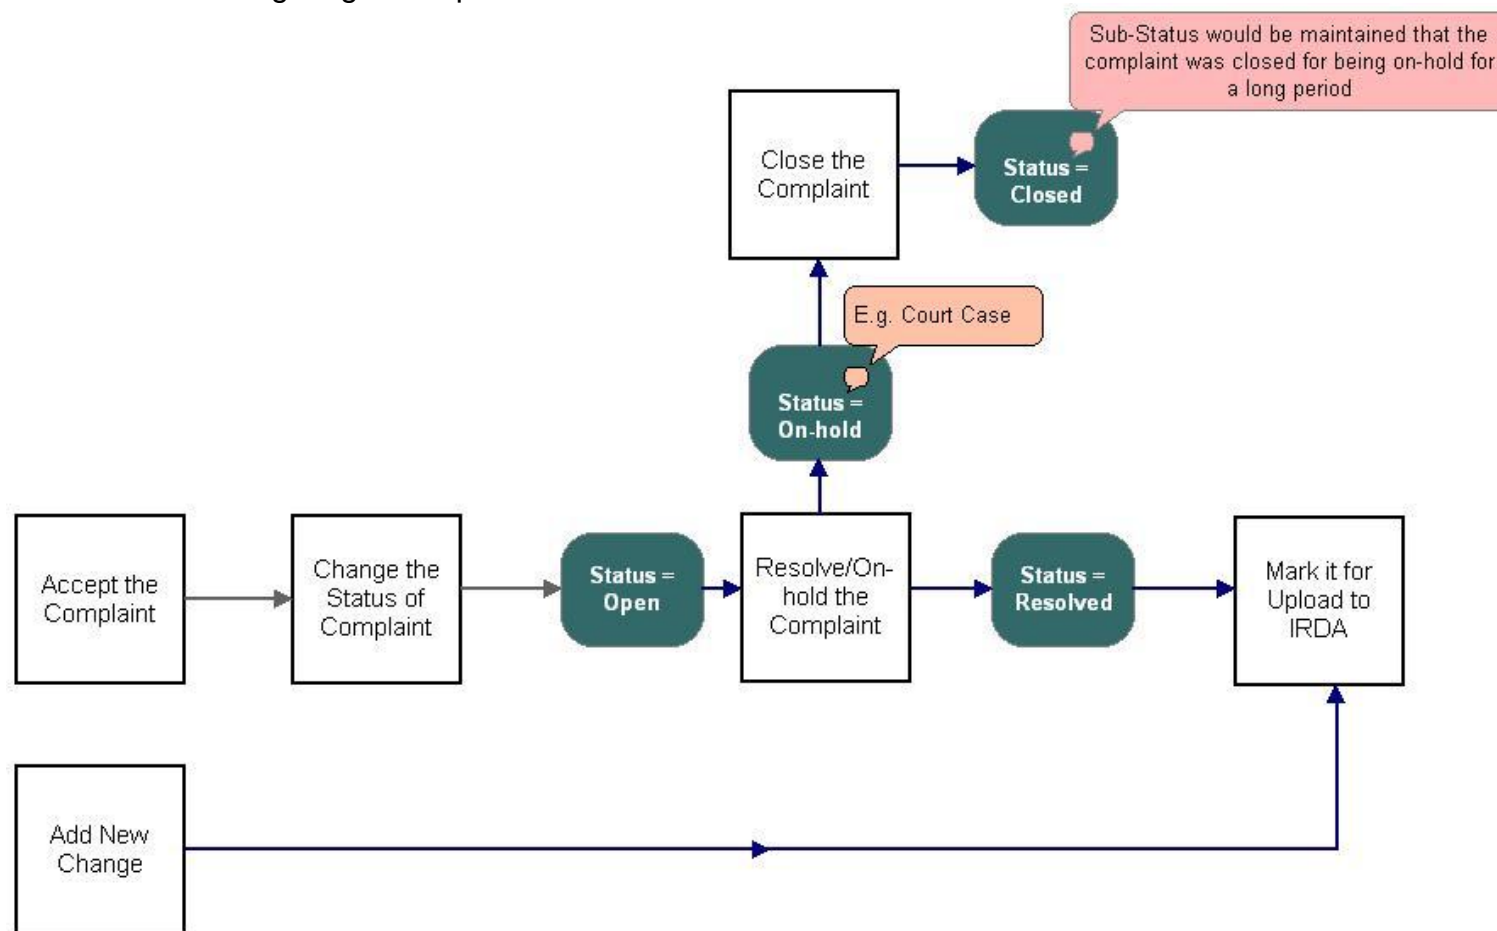 Sub-Status would be maintained that the
complaint was closed for being on-hold for
a long period
Close the
Complaint
Status =
Closed
E.g. Court Case
Status =
On-hold
Accept the
Complaint
Change the
Status of
Complaint
Status =
Open
Resolve/On-
hold the
Complaint
Status =
Resolved
Mark it for
Upload to
IRDA
Add New
Change